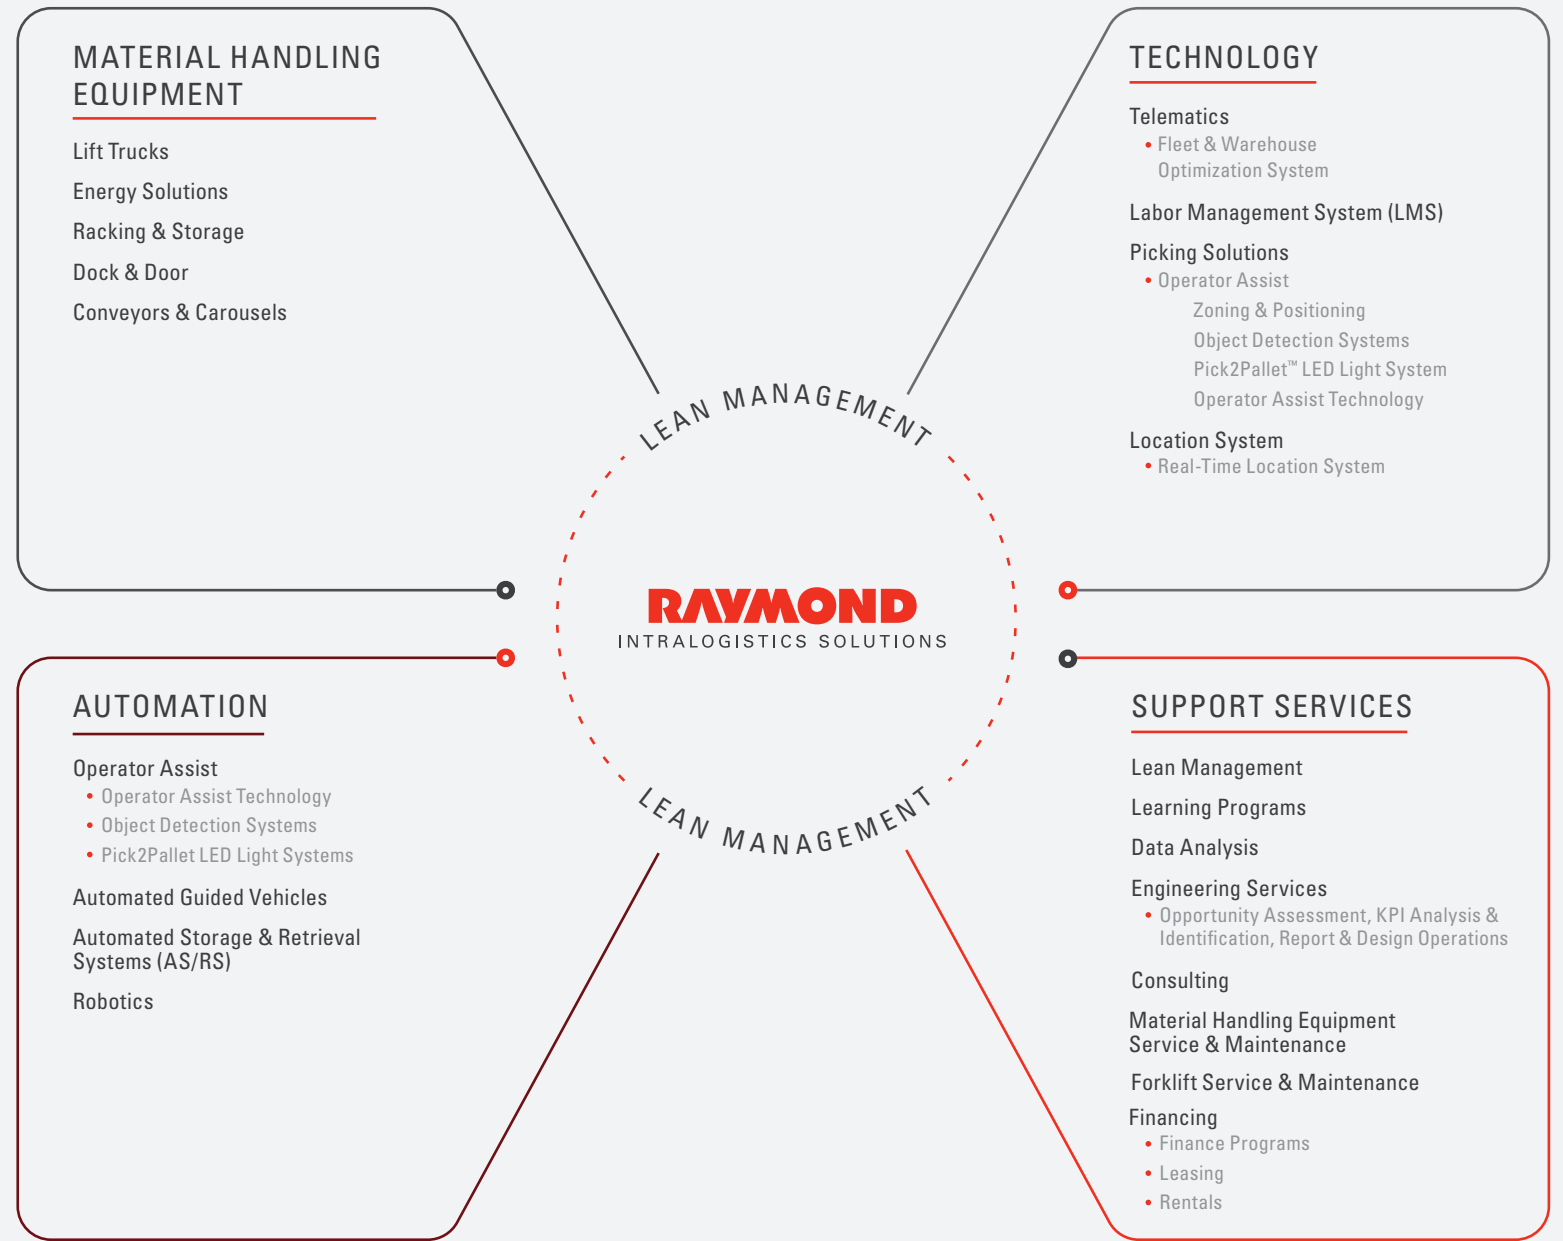 MATERIAL HANDLING
EQUIPMENT
Lift Trucks
Energy Solutions
Racking & Storage
Dock & Door
Conveyors & Carousels
TECHNOLOGY
Telematics
• Fleet & Warehouse
Optimization System
Labor Management System (LMS)
Picking Solutions
• Operator Assist
Zoning & Positioning
Object Detection Systems
Pick2Pallet™ LED Light System
Operator Assist Technology
Location System
• Real-Time Location System
LEAN MANAGEMENT
RAYMOND
INTRALOGISTICS SOLUTIONS
LEAN MANAGEMENT
AUTOMATION
Operator Assist
• Operator Assist Technology
• Object Detection Systems
• Pick2Pallet LED Light Systems
Automated Guided Vehicles
Automated Storage & Retrieval
Systems (AS/RS)
Robotics
SUPPORT SERVICES
Lean Management
Learning Programs
Data Analysis
Engineering Services
• Opportunity Assessment, KPI Analysis &
Identification, Report & Design Operations
Consulting
Material Handling Equipment
Service & Maintenance
Forklift Service & Maintenance
Financing
• Finance Programs
• Leasing
• Rentals